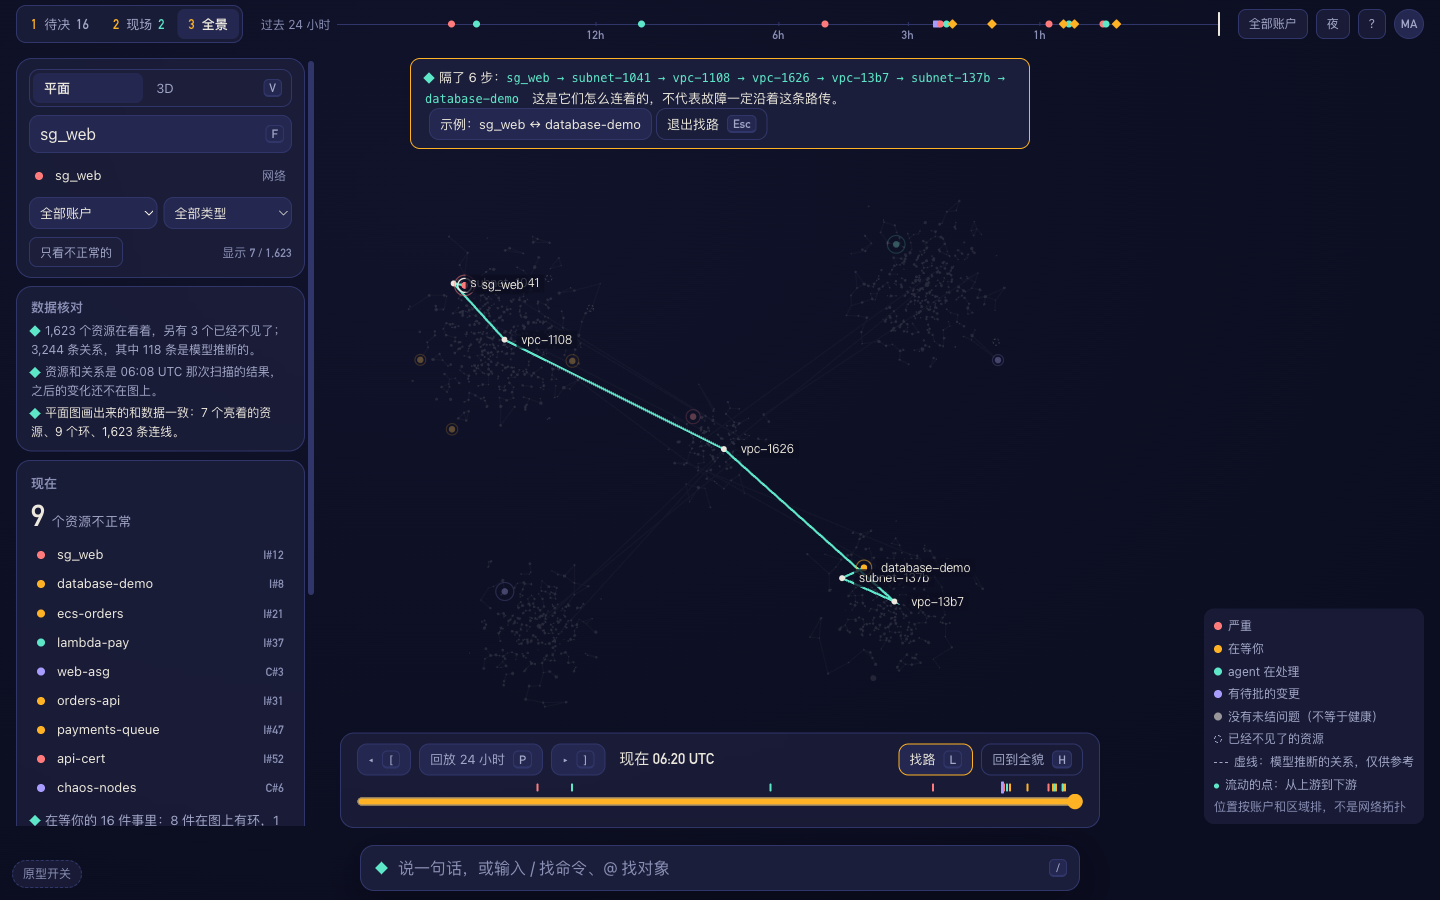 1 待决 16 2 现场 2 3 全景 过去 24 小时 12h 6h 3h 1h 全部账户 夜 ? MA
平面 3D V
sg_web F
sg_web 网络
全部账户 全部类型
只看不正常的 显示 7 / 1,623
数据核对
1,623 个资源在看着，另有 3 个已经不见了；
3,244 条关系，其中 118 条是模型推断的。
资源和关系是 06:08 UTC 那次扫描的结果，
之后的变化还不在图上。
平面图画出来的和数据一致：7 个亮着的资
源、9 个环、1,623 条连线。
现在
9 个资源不正常
sg_web I#12
database-demo I#8
ecs-orders I#21
lambda-pay I#37
web-asg C#3
orders-api I#31
payments-queue I#47
api-cert I#52
chaos-nodes C#6
在等你的 16 件事里：8 件在图上有环，1
原型开关
隔了 6 步：sg_web → subnet-1041 → vpc-1108 → vpc-1626 → vpc-13b7 → subnet-137b →
database-demo 这是它们怎么连着的，不代表故障一定沿着这条路传。
示例：sg_web ↔ database-demo 退出找路 Esc
sg_web 41
vpc-1108
vpc-1626
database-demo
subnet-137b
vpc-13b7
◂ [ 回放 24 小时 P ▸ ] 现在 06:20 UTC 找路 L 回到全貌 H
说一句话，或输入 / 找命令、@ 找对象 /
严重
在等你
agent 在处理
有待批的变更
没有未结问题（不等于健康）
已经不见了的资源
虚线：模型推断的关系，仅供参考
流动的点：从上游到下游
位置按账户和区域排，不是网络拓扑